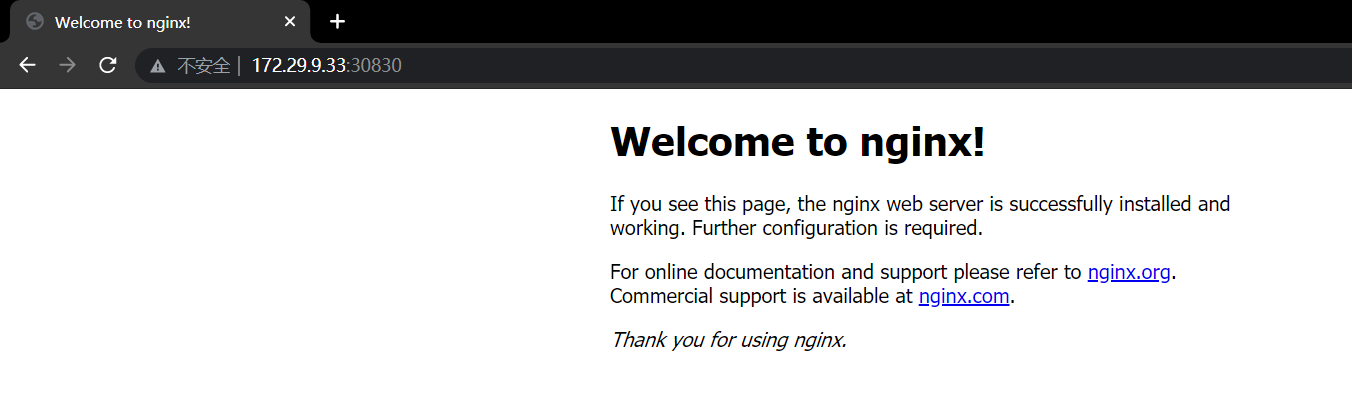 Welcome to nginx!
不安全 | 172.29.9.33:30830
Welcome to nginx!
If you see this page, the nginx web server is successfully installed and
working. Further configuration is required.
For online documentation and support please refer to nginx.org.
Commercial support is available at nginx.com.
Thank you for using nginx.